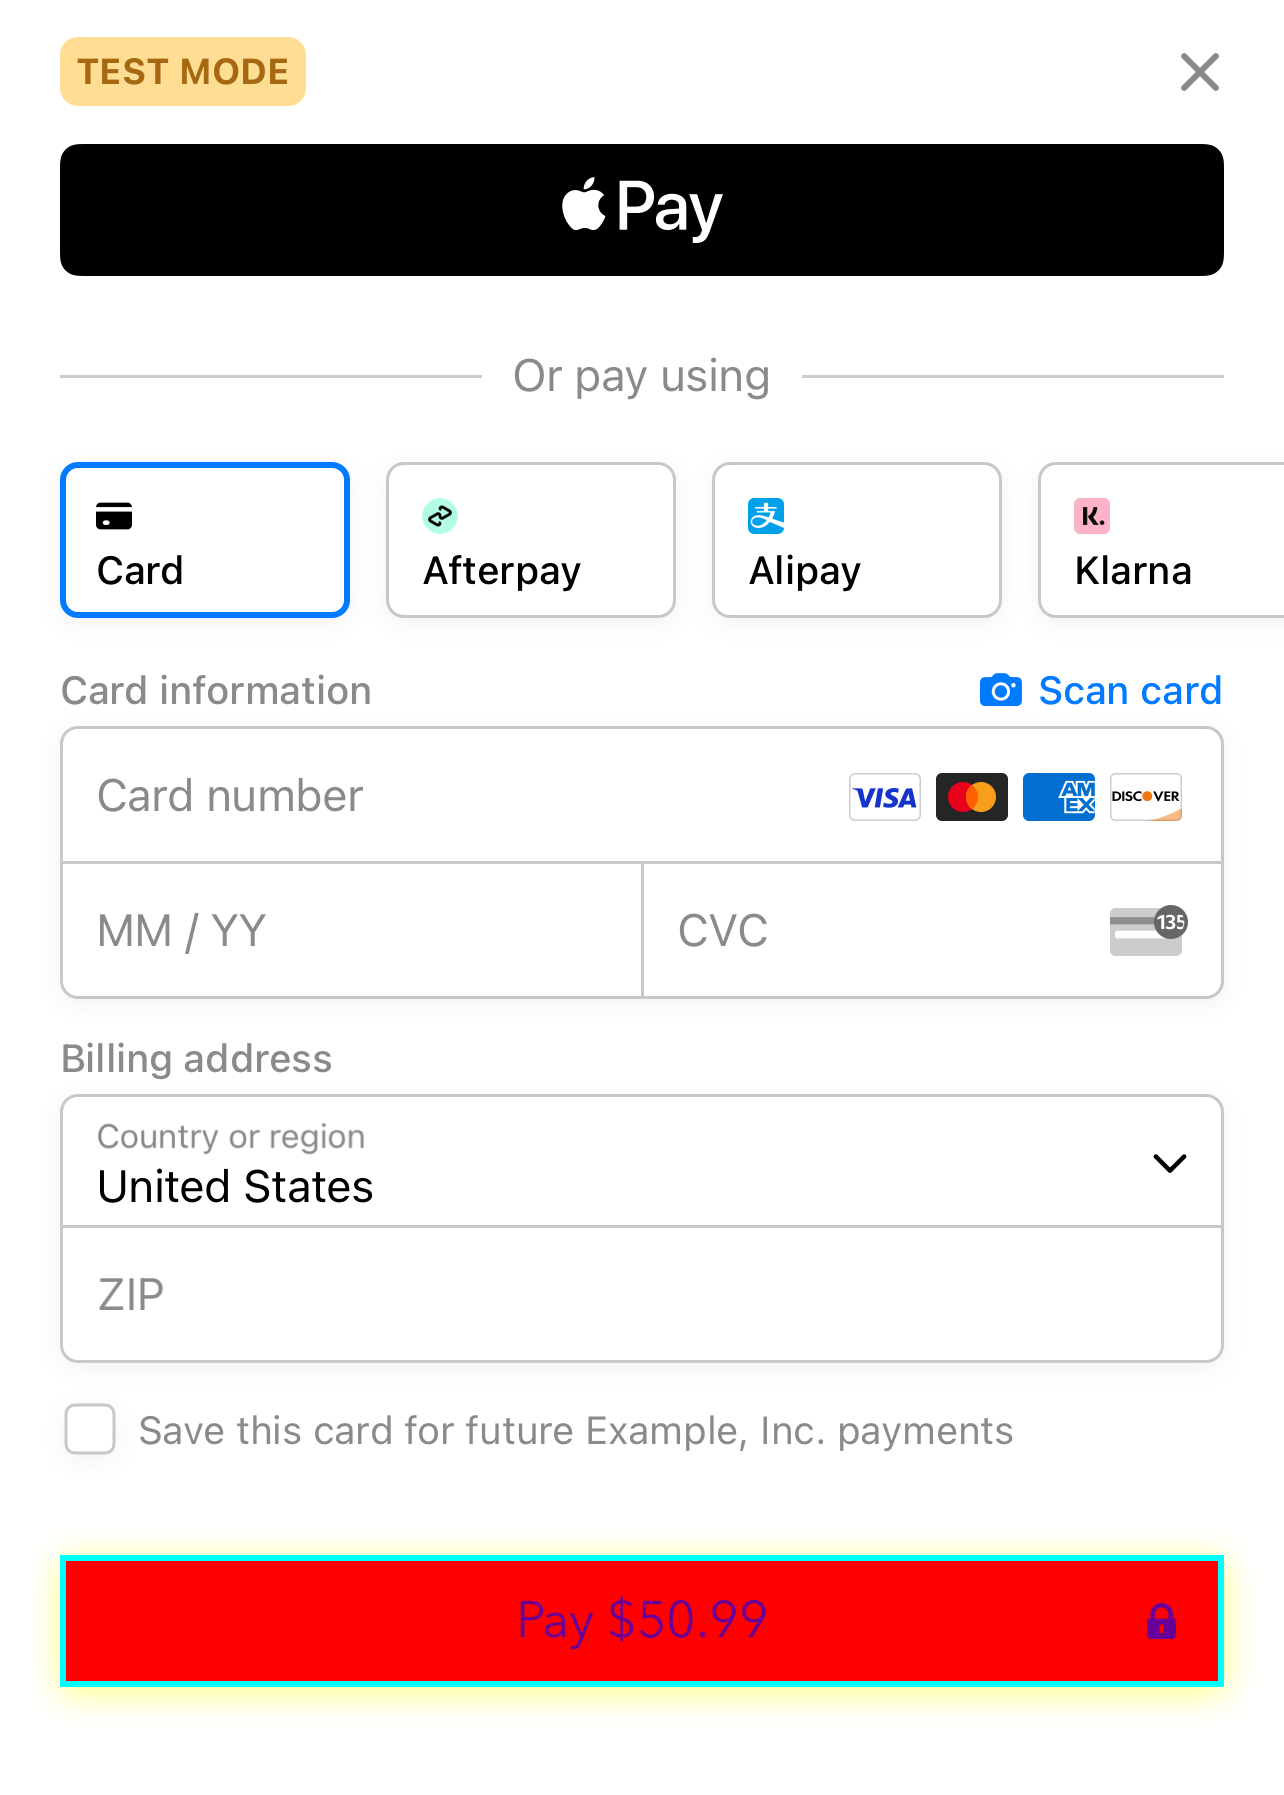 TEST MODE
Pay
Or pay using
Card
Afterpay
支
Alipay
K.
Klarna
Card information
Scan card
Card number
VISA
AM
EX
DISCOVER
MM / YY
CVC
135
Billing address
Country or region
United States
ZIP
Save this card for future Example, Inc. payments
Pay $50.99